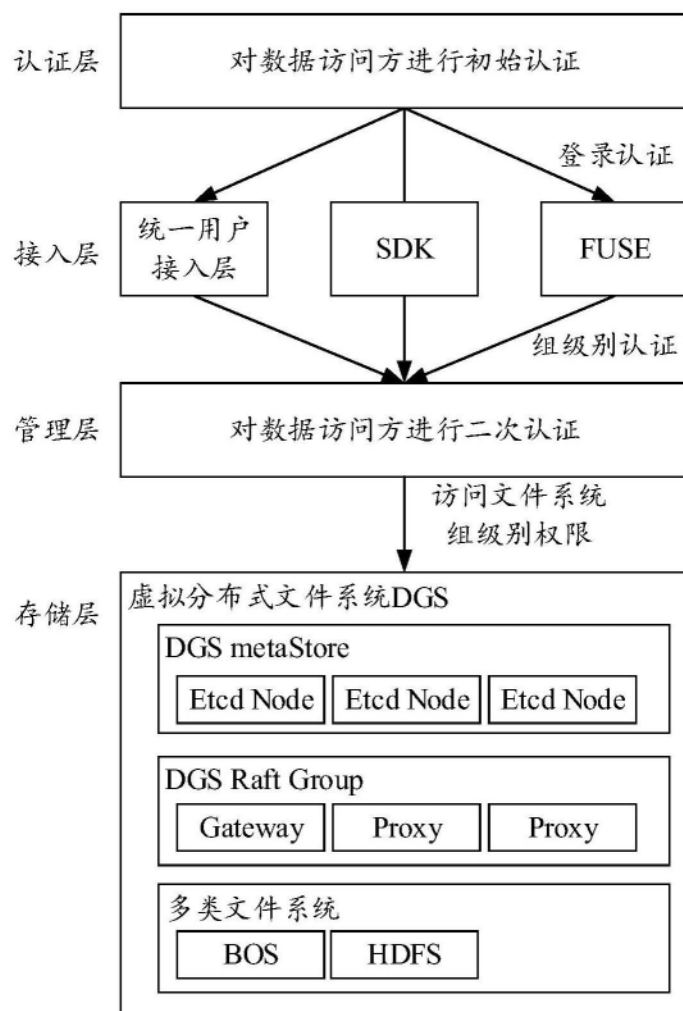 认证层
对数据访问方进行初始认证
登录认证
接入层
统一用户
接入层
SDK
FUSE
组级别认证
管理层
对数据访问方进行二次认证
访问文件系统
组级别权限
存储层
虚拟分布式文件系统DGS
DGS metaStore
Etcd Node
Etcd Node
Etcd Node
DGS Raft Group
Gateway
Proxy
Proxy
多类文件系统
BOS
HDFS